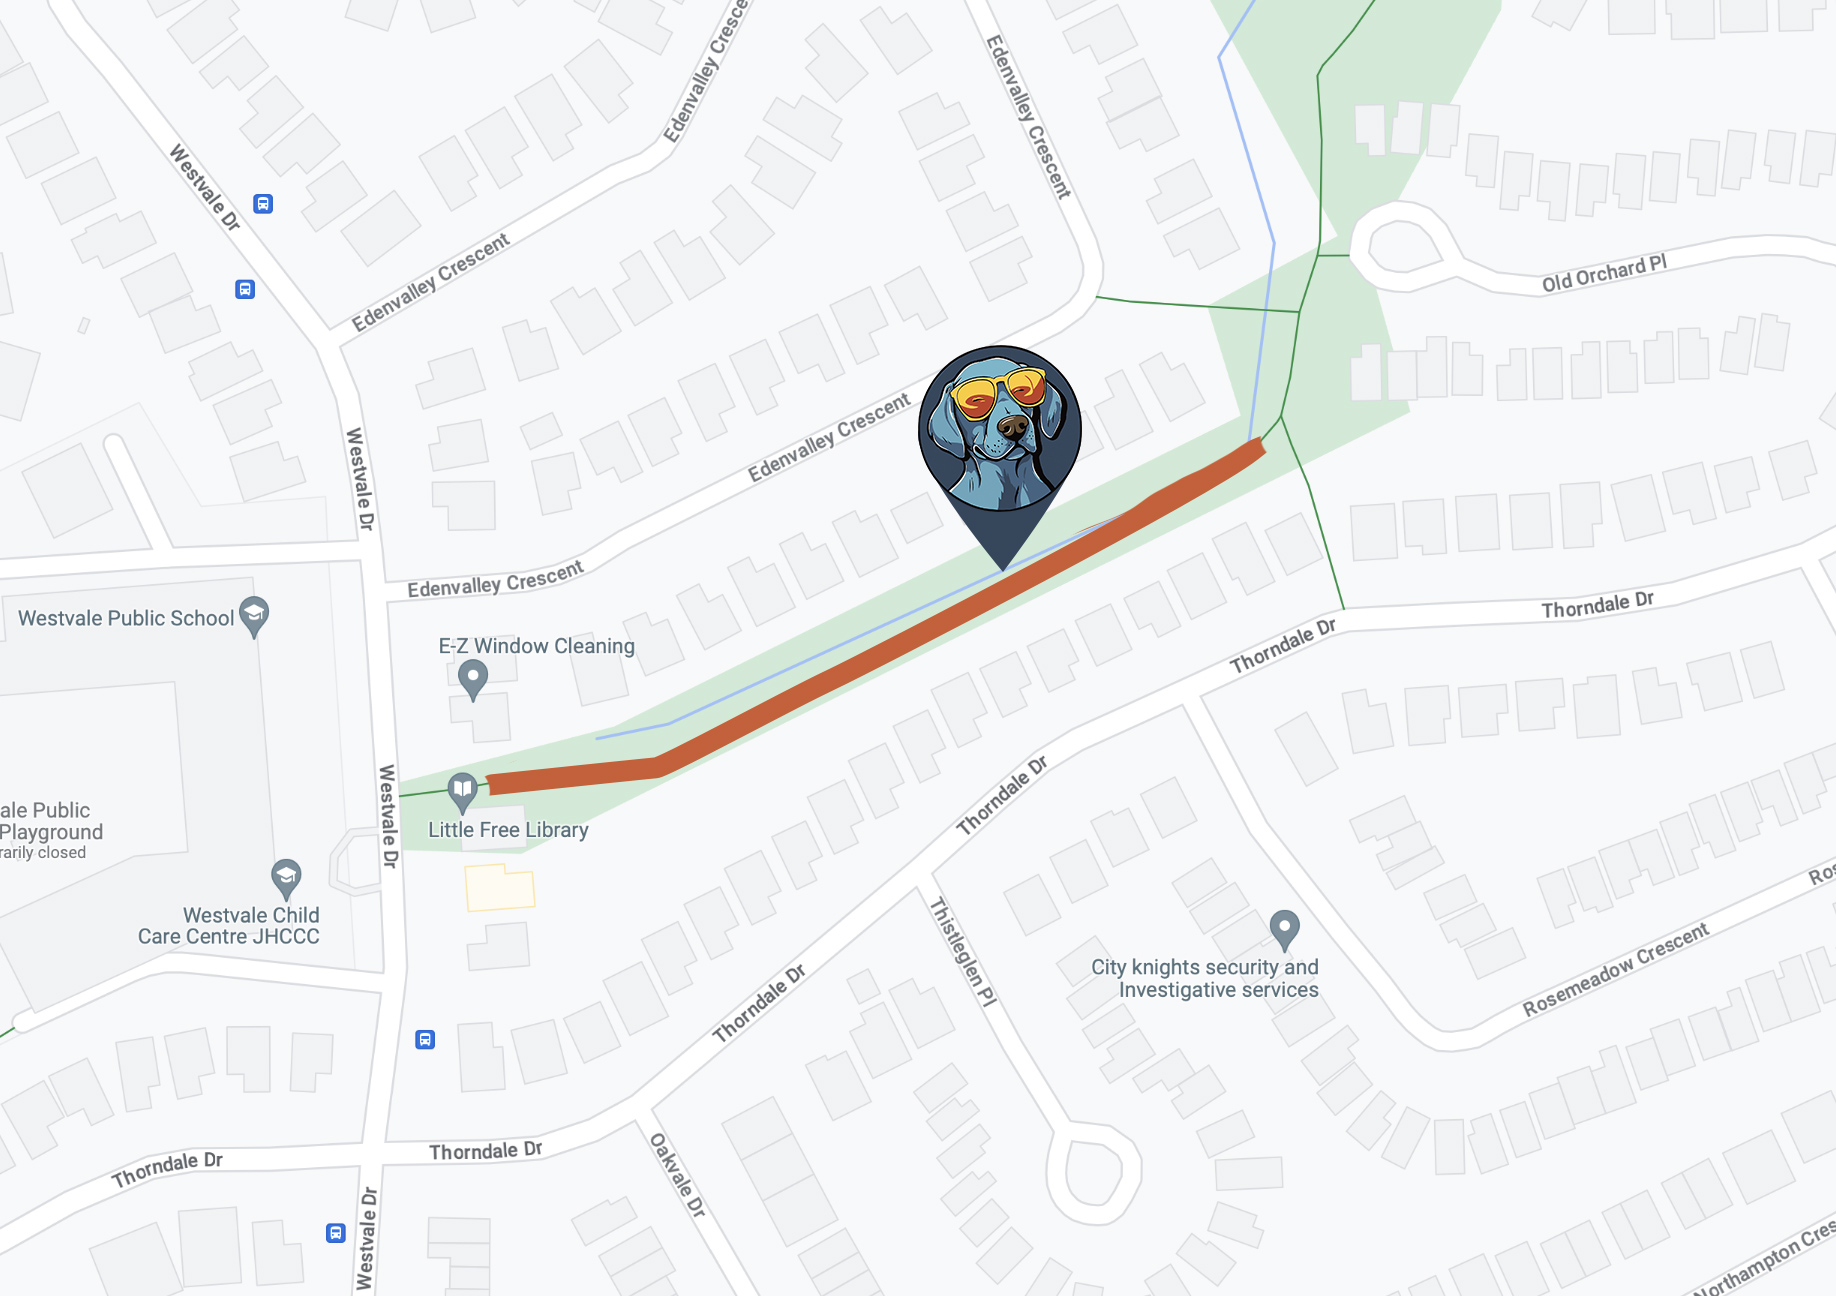 Edenvalley Cresce
Edenvalley Crescent
Westvale Dr
Edenvalley Crescent
Old Orchard Pl
Edenvalley Crescent
Westvale Dr
Edenvalley Crescent
Westvale Public School
Thorndale Dr
Thorndale Dr
E-Z Window Cleaning
Westvale Dr
Thorndale Dr
ale Public
Playground
rarily closed
Little Free Library
Westvale Child
Care Centre JHCCC
Thistleglen Pl
City knights security and
Investigative services
Ros
Rosemeadow Crescent
Thorndale Dr
Thorndale Dr
Thorndale Dr
Oakvale Dr
Westvale Dr
Northampton Cres